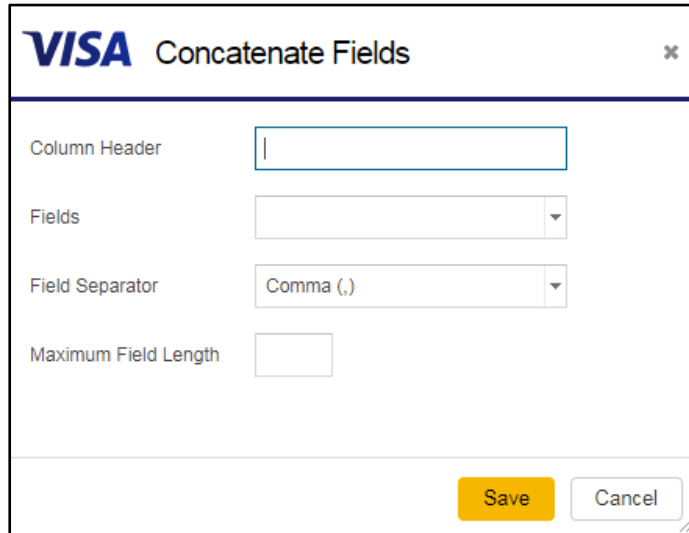 VISA Concatenate Fields
Column Header
Fields
Field Separator Comma (,)
Maximum Field Length
Save Cancel